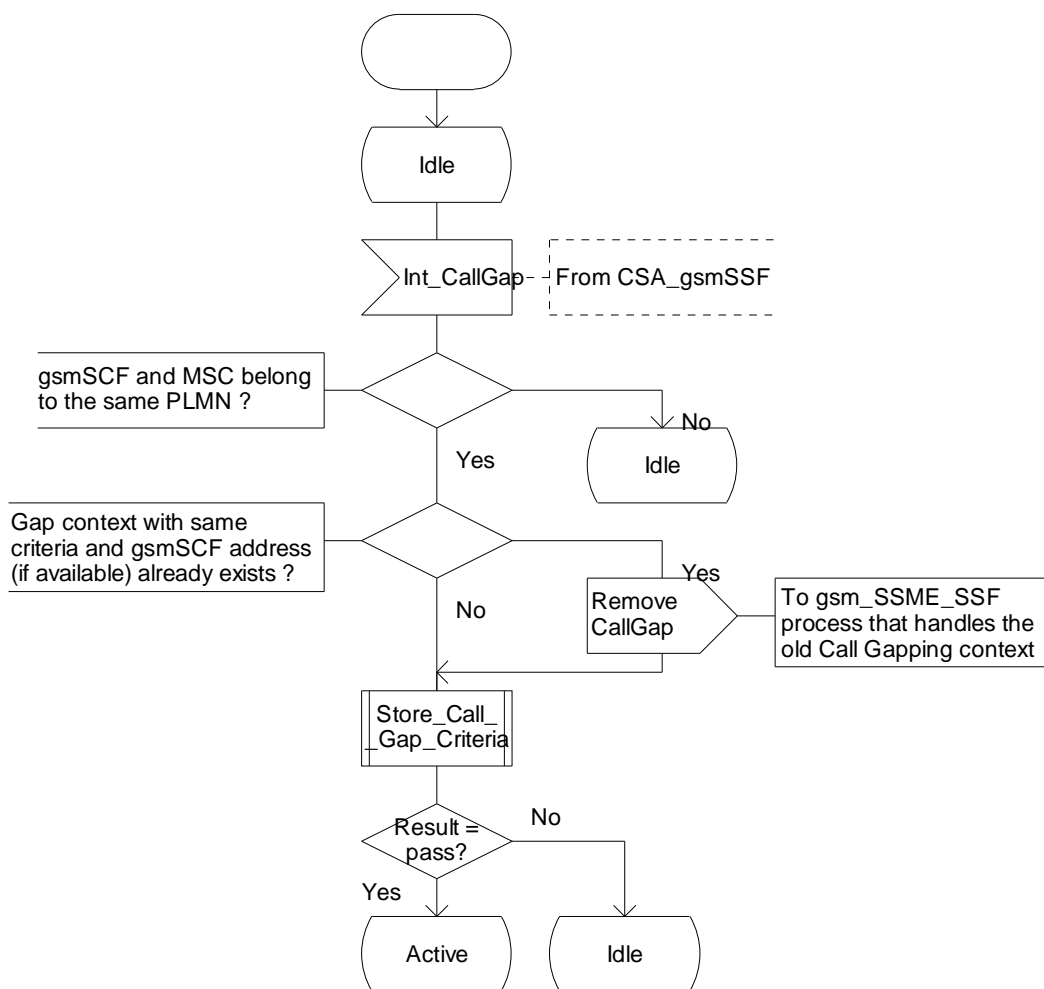 Idle
Int_CallGap
From CSA_gsmSSF
gsmSCF and MSC belong
to the same PLMN ?
No
Idle
Yes
Gap context with same
criteria and gsmSCF address
(if available) already exists ?
Yes
No
Remove
CallGap
To gsm_SSME_SSF
process that handles the
old Call Gapping context
Store_Call_
_Gap_Criteria
Result =
pass?
No
Yes
Active
Idle